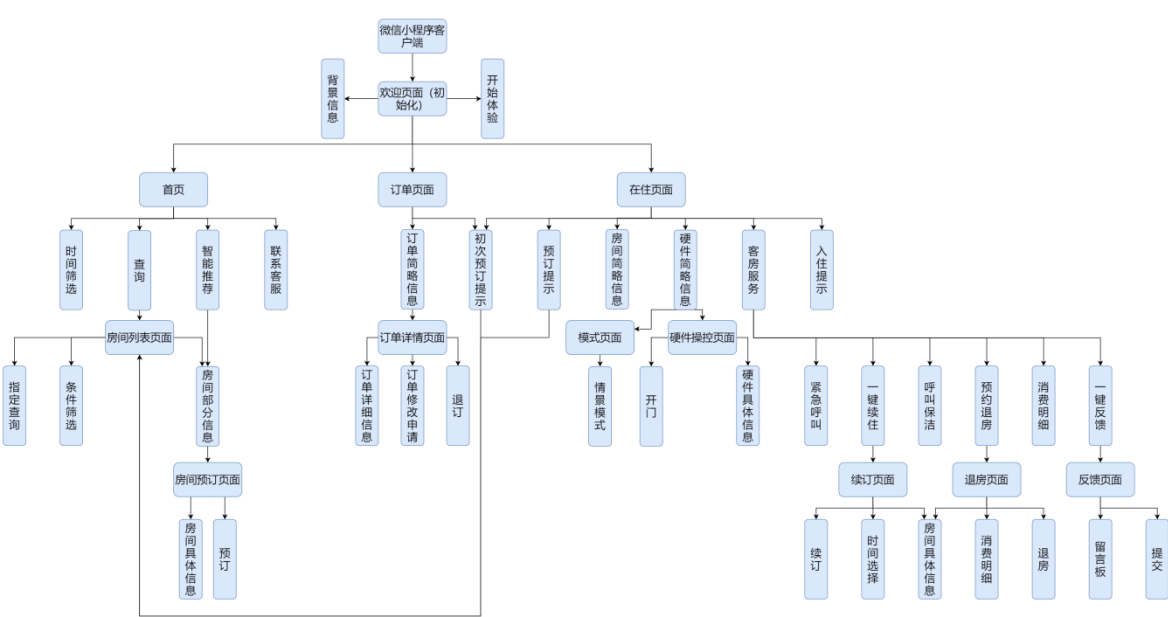 微信小程序客
户端
背景信息
欢迎页面（初
始化）
开始体验
首页
订单页面
在住页面
时间筛选
查询
智能推荐
联系客服
订单简略信息
初次预订提示
预订提示
房间简略信息
硬件简略信息
客房服务
入住提示
房间列表页面
订单详情页面
模式页面
硬件操控页面
指定查询
条件筛选
房间部分信息
订单详细信息
订单修改申请
退订
情景模式
开门
硬件具体信息
紧急呼叫
一键续住
呼叫保洁
预约退房
消费明细
一键反馈
房间预订页面
续订页面
退房页面
反馈页面
房间具体信息
预订
续订
时间选择
房间具体信息
消费明细
退房
留言板
提交